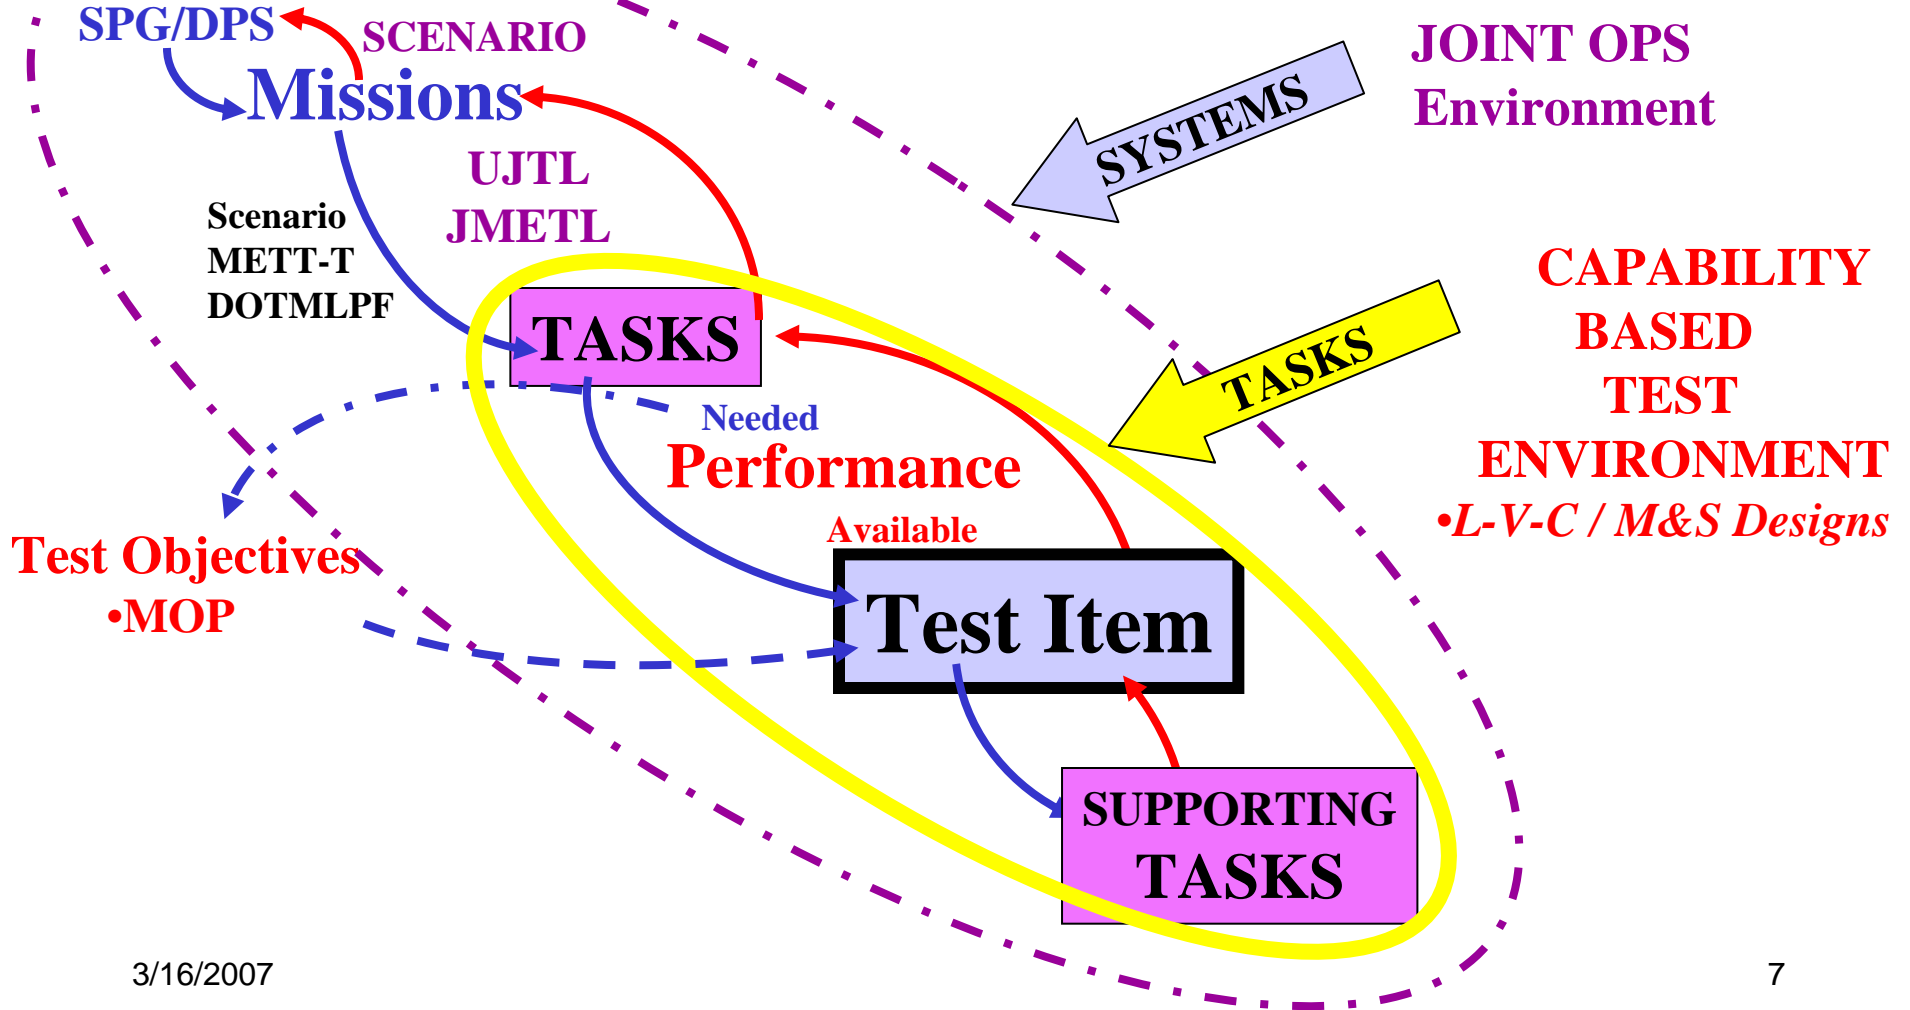 SPG/DPS
SCENARIO
Missions
UJTL
JMETL
Scenario
METT-T
DOTMLPF
TASKS
Needed
Performance
Available
Test Objectives
•MOP
Test Item
SUPPORTING
TASKS
SYSTEMS
JOINT OPS
Environment
TASKS
CAPABILITY
BASED
TEST
ENVIRONMENT
•L-V-C / M&S Designs
3/16/2007
7